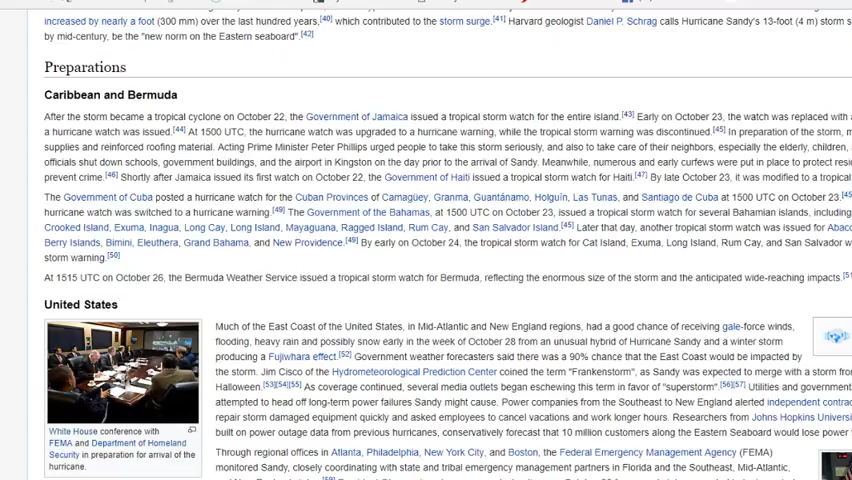 increased by nearly a foot (300 mm) over the last hundred years,[40] which contributed to the storm surge.[41] Harvard geologist Daniel P. Schrag calls Hurricane Sandy's 13-foot (4 m) storm s
by mid-century, be the "new norm on the Eastern seaboard".[42]
Preparations
Caribbean and Bermuda
After the storm became a tropical cyclone on October 22, the Government of Jamaica issued a tropical storm watch for the entire island.[43] Early on October 23, the watch was replaced with
a hurricane watch was issued.[44] At 1500 UTC, the hurricane watch was upgraded to a hurricane warning, while the tropical storm warning was discontinued.[45] In preparation of the storm, m
supplies and reinforced roofing material. Acting Prime Minister Peter Phillips urged people to take this storm seriously, and also to take care of their neighbors, especially the elderly, children,
officials shut down schools, government buildings, and the airport in Kingston on the day prior to the arrival of Sandy. Meanwhile, numerous and early curfews were put in place to protect resi
prevent crime.[46] Shortly after Jamaica issued its first watch on October 22, the Government of Haiti issued a tropical storm watch for Haiti.[47] By late October 23, it was modified to a tropical
The Government of Cuba posted a hurricane watch for the Cuban Provinces of Camagüey, Granma, Guantánamo, Holguín, Las Tunas, and Santiago de Cuba at 1500 UTC on October 23.[45
hurricane watch was switched to a hurricane warning.[49] The Government of the Bahamas, at 1500 UTC on October 23, issued a tropical storm watch for several Bahamian islands, including
Crooked Island, Exuma, Inagua, Long Cay, Long Island, Mayaguana, Ragged Island, Rum Cay, and San Salvador Island.[45] Later that day, another tropical storm watch was issued for Abaco
Berry Islands, Bimini, Eleuthera, Grand Bahama, and New Providence.[49] By early on October 24, the tropical storm watch for Cat Island, Exuma, Long Island, Rum Cay, and San Salvador w
storm warning.[50]
At 1515 UTC on October 26, the Bermuda Weather Service issued a tropical storm watch for Bermuda, reflecting the enormous size of the storm and the anticipated wide-reaching impacts.[51
United States
Much of the East Coast of the United States, in Mid-Atlantic and New England regions, had a good chance of receiving gale-force winds,
flooding, heavy rain and possibly snow early in the week of October 28 from an unusual hybrid of Hurricane Sandy and a winter storm
producing a Fujiwhara effect.[52] Government weather forecasters said there was a 90% chance that the East Coast would be impacted by
the storm. Jim Cisco of the Hydrometeorological Prediction Center coined the term "Frankenstorm", as Sandy was expected to merge with a storm fro
Halloween.[53][54][55] As coverage continued, several media outlets began eschewing this term in favor of "superstorm".[56][57] Utilities and government
attempted to head off long-term power failures Sandy might cause. Power companies from the Southeast to New England alerted independent contrac
repair storm damaged equipment quickly and asked employees to cancel vacations and work longer hours. Researchers from Johns Hopkins Universi
built on power outage data from previous hurricanes, conservatively forecast that 10 million customers along the Eastern Seaboard would lose power
White House conference with
FEMA and Department of Homeland
Security in preparation for arrival of the
hurricane.
Through regional offices in Atlanta, Philadelphia, New York City, and Boston, the Federal Emergency Management Agency (FEMA)
monitored Sandy, closely coordinating with state and tribal emergency management partners in Florida and the Southeast, Mid-Atlantic,